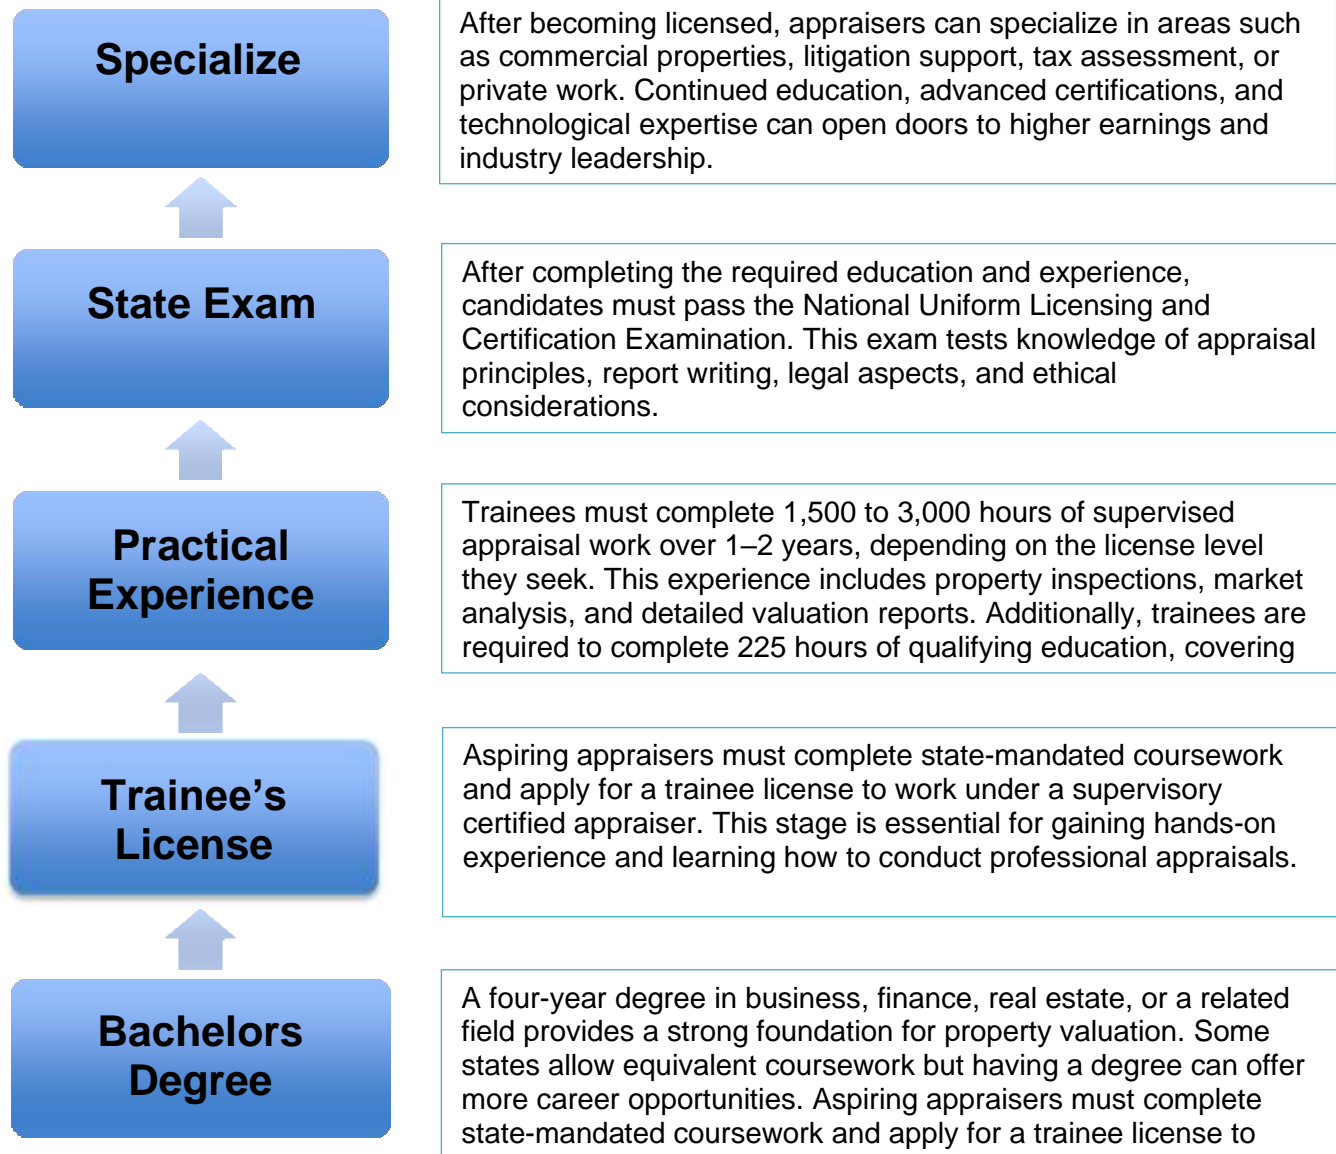 Specialize
After becoming licensed, appraisers can specialize in areas such
as commercial properties, litigation support, tax assessment, or
private work. Continued education, advanced certifications, and
technological expertise can open doors to higher earnings and
industry leadership.
State Exam
After completing the required education and experience,
candidates must pass the National Uniform Licensing and
Certification Examination. This exam tests knowledge of appraisal
principles, report writing, legal aspects, and ethical
considerations.
Practical
Experience
Trainees must complete 1,500 to 3,000 hours of supervised
appraisal work over 1–2 years, depending on the license level
they seek. This experience includes property inspections, market
analysis, and detailed valuation reports. Additionally, trainees are
required to complete 225 hours of qualifying education, covering
Trainee’s
License
Aspiring appraisers must complete state-mandated coursework
and apply for a trainee license to work under a supervisory
certified appraiser. This stage is essential for gaining hands-on
experience and learning how to conduct professional appraisals.
Bachelors
Degree
A four-year degree in business, finance, real estate, or a related
field provides a strong foundation for property valuation. Some
states allow equivalent coursework but having a degree can offer
more career opportunities. Aspiring appraisers must complete
state-mandated coursework and apply for a trainee license to